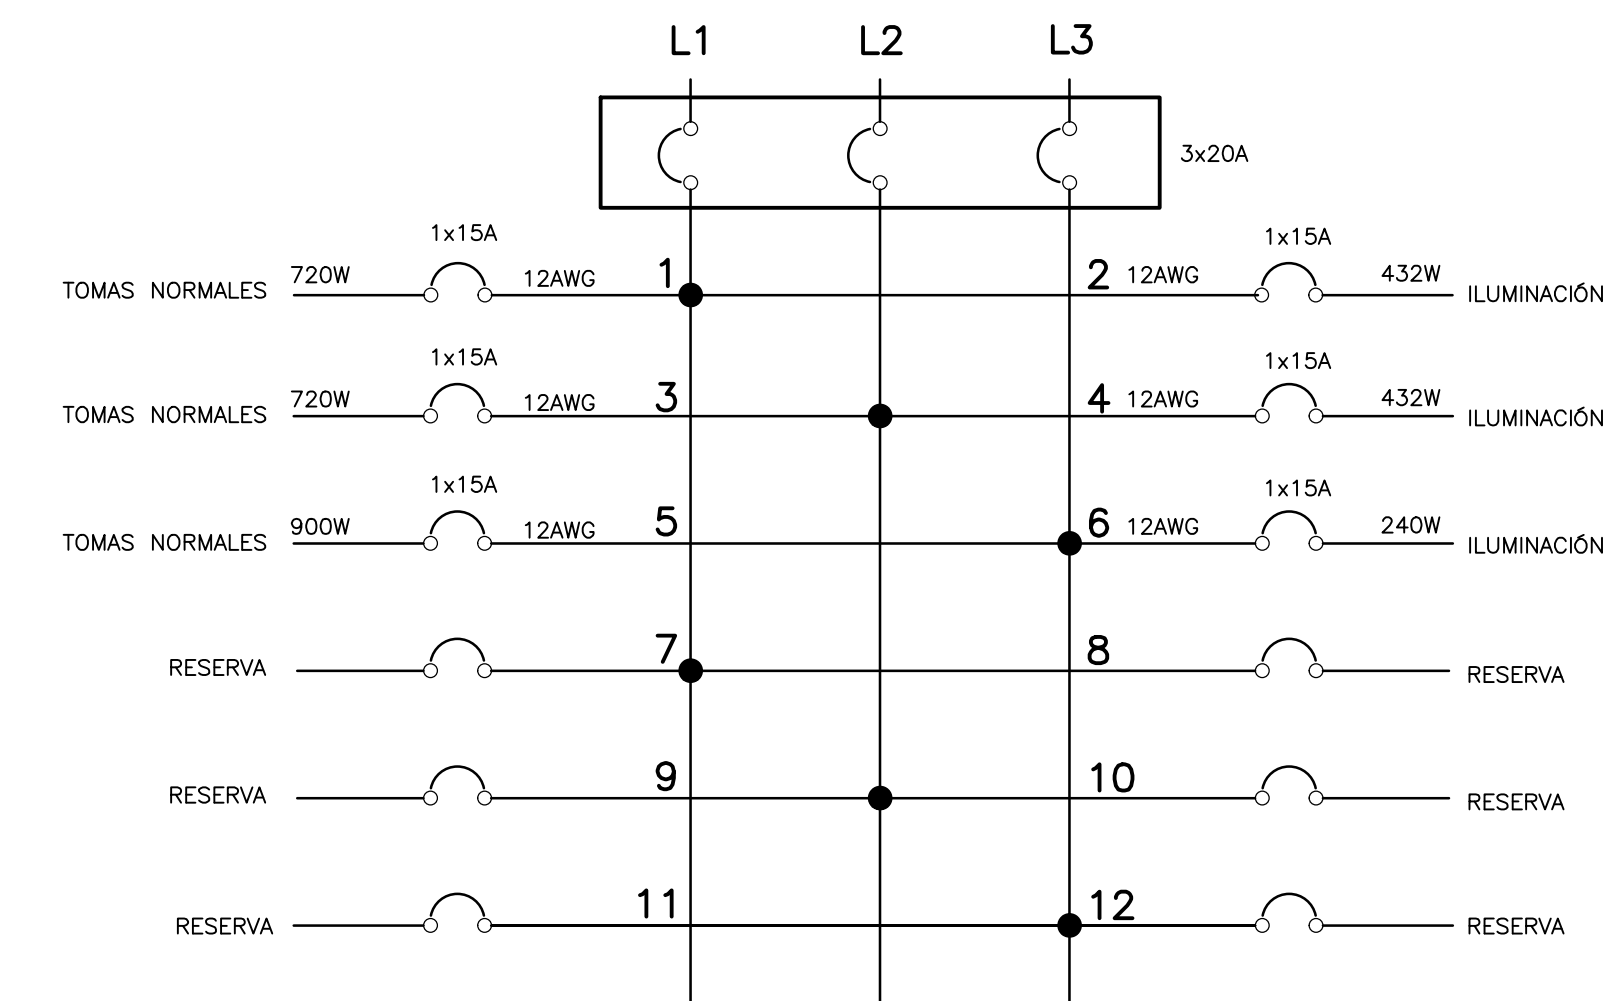 L1 L2 L3
3x20A
1x15A 1x15A
TOMAS NORMALES 720W 12AWG 1 2 12AWG 432W ILUMINACIÓN
1x15A 1x15A
TOMAS NORMALES 720W 12AWG 3 4 12AWG 432W ILUMINACIÓN
1x15A 1x15A
TOMAS NORMALES 900W 12AWG 5 6 12AWG 240W ILUMINACIÓN
RESERVA 7 8 RESERVA
RESERVA 9 10 RESERVA
RESERVA 11 12 RESERVA